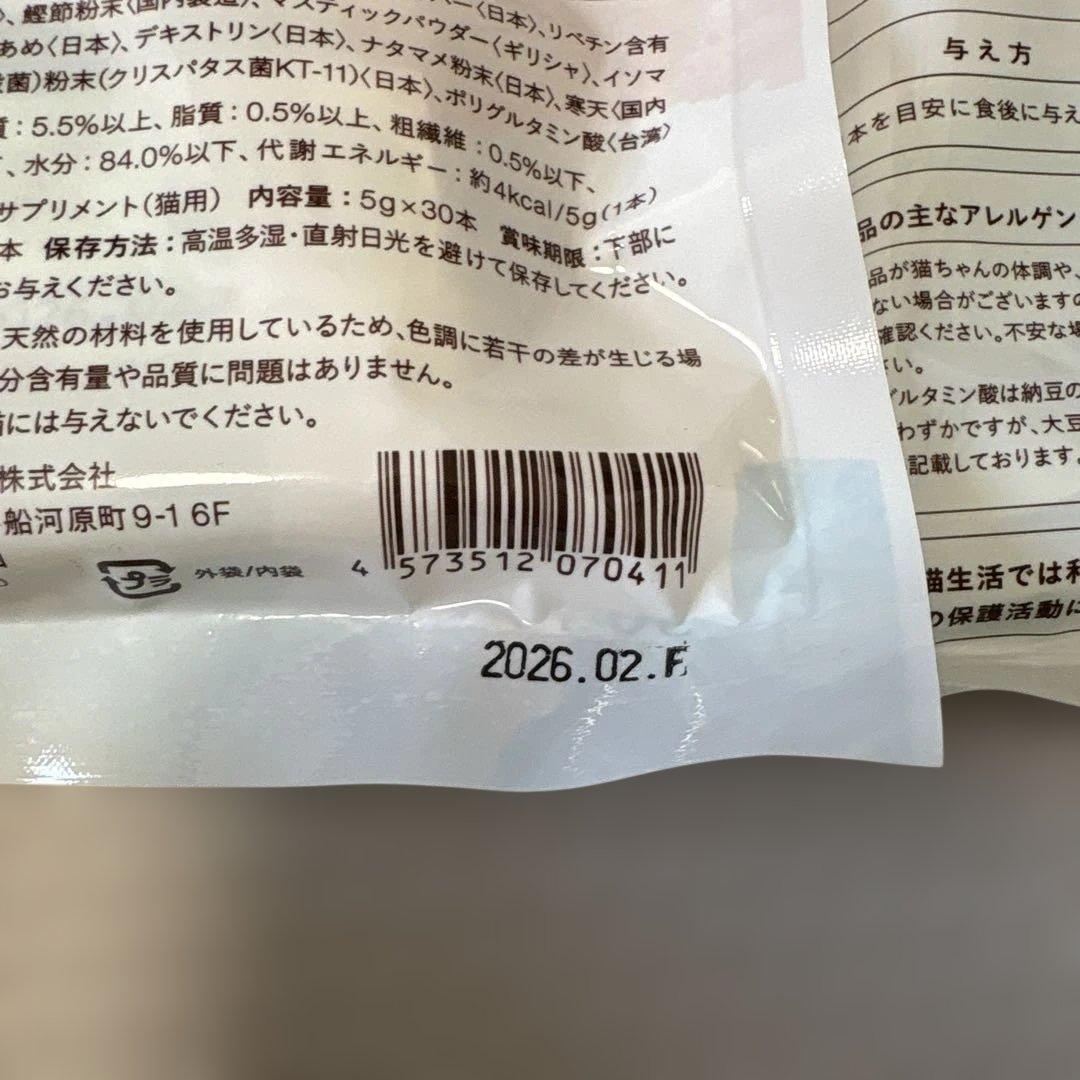 鰹節粉末〈国内製造〉、マスティックパウダー〈ギリシャ〉、リベチン含有
あめ〈日本〉、デキストリン〈日本〉、ナタマメ粉末〈日本〉、イソマ
菌)粉末(クリスパタス菌KT-11)〈日本〉、ポリグルタミン酸〈台湾〉、寒天〈国内
質：5.5%以上、脂質：0.5%以上、粗繊維：0.5%以下、
、水分：84.0%以下、代謝エネルギー：約4kcal/5g(1本)
サプリメント(猫用) 内容量：5g×30本 賞味期限：下部に
本 保存方法：高温多湿・直射日光を避けて保存してください。
お与えください。
天然の材料を使用しているため、色調に若干の差が生じる場
分含有量や品質に問題はありません。
には与えないでください。
株式会社
船河原町9-1 6F
プラ 外袋/内袋
4 573512 070411
2026.02.F
与え方
本を目安に食後に与え
品の主なアレルゲン
品が猫ちゃんの体調や、
ない場合がございますの
確認ください。不安な場
さい。
グルタミン酸は納豆の
わずかですが、大豆
記載しております。
猫生活では利
の保護活動に